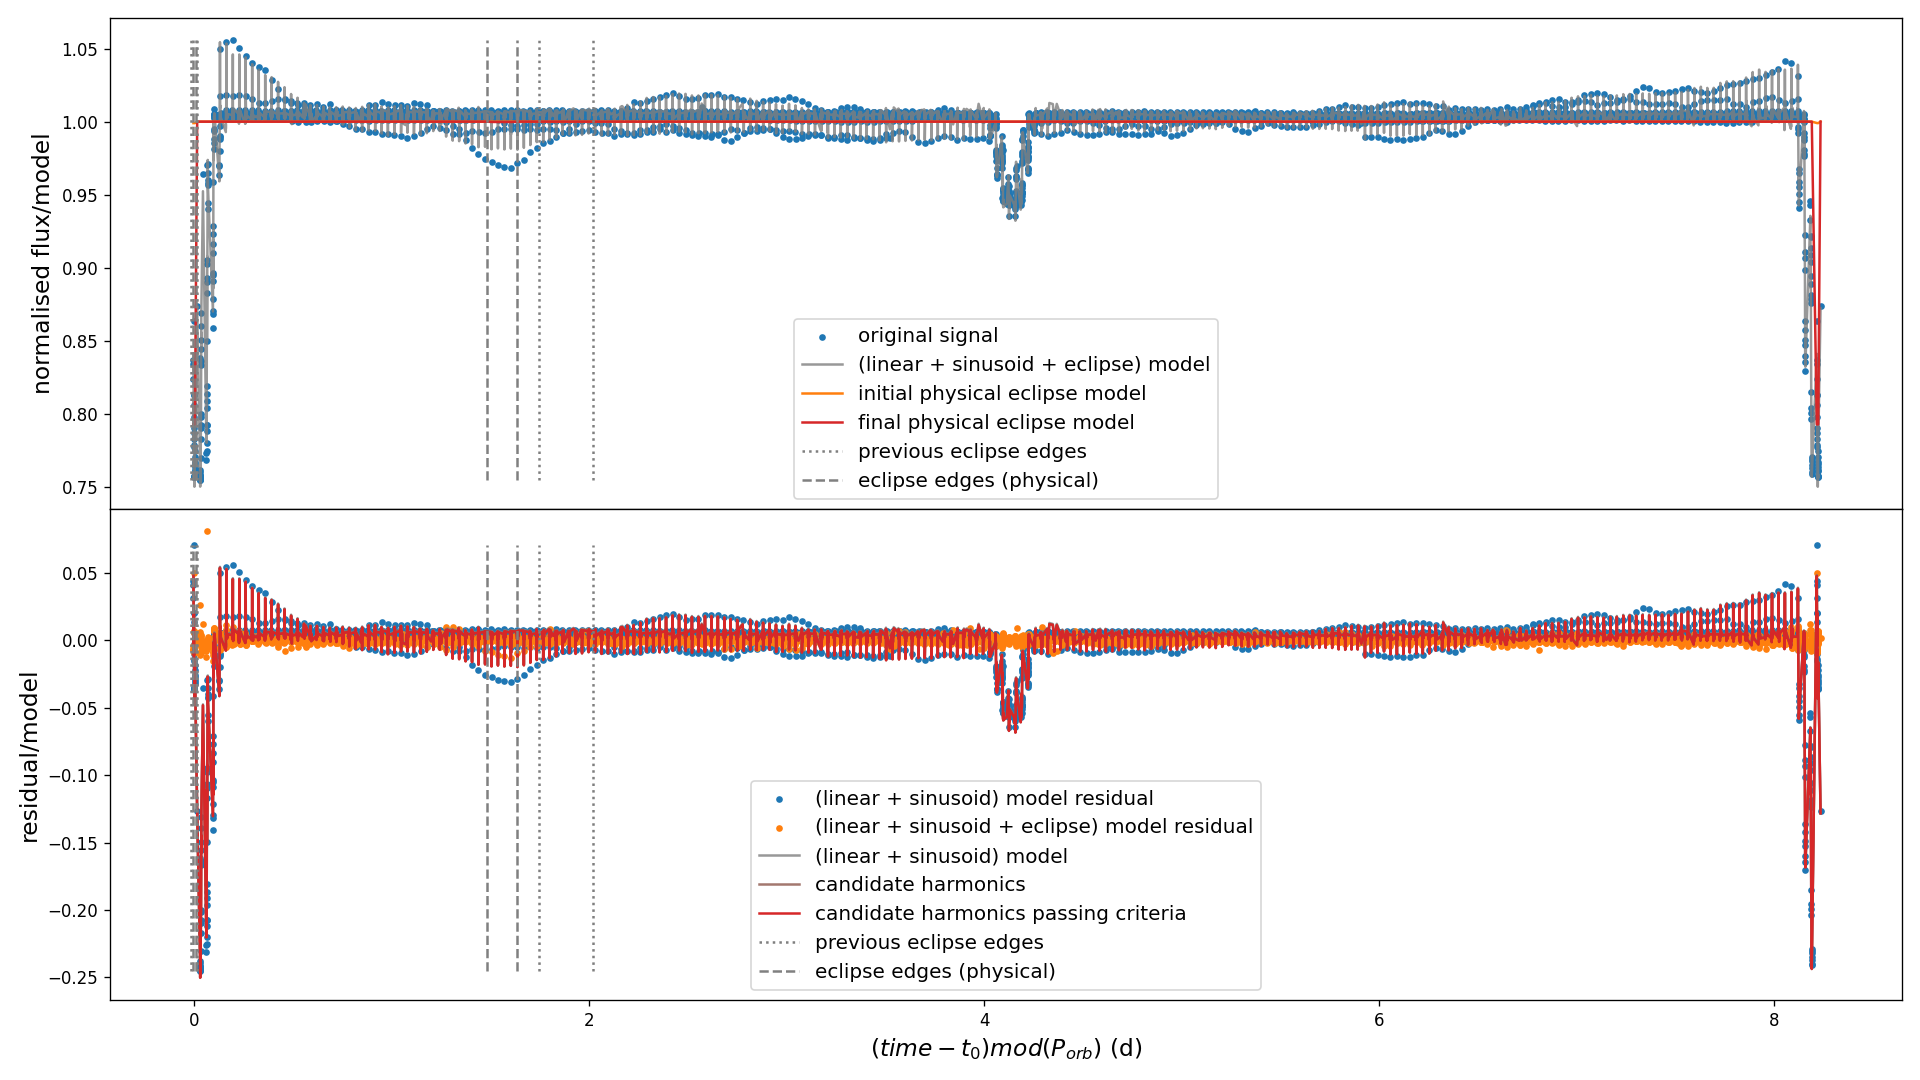 normalised flux/model
1.05
1.00
0.95
0.90
0.85
0.80
0.75
original signal
(linear + sinusoid + eclipse) model
initial physical eclipse model
final physical eclipse model
previous eclipse edges
eclipse edges (physical)
residual/model
0.05
0.00
−0.05
−0.10
−0.15
−0.20
−0.25
(linear + sinusoid) model residual
(linear + sinusoid + eclipse) model residual
(linear + sinusoid) model
candidate harmonics
candidate harmonics passing criteria
previous eclipse edges
eclipse edges (physical)
0 2 4 6 8
(time − t₀)mod(P_{orb}) (d)